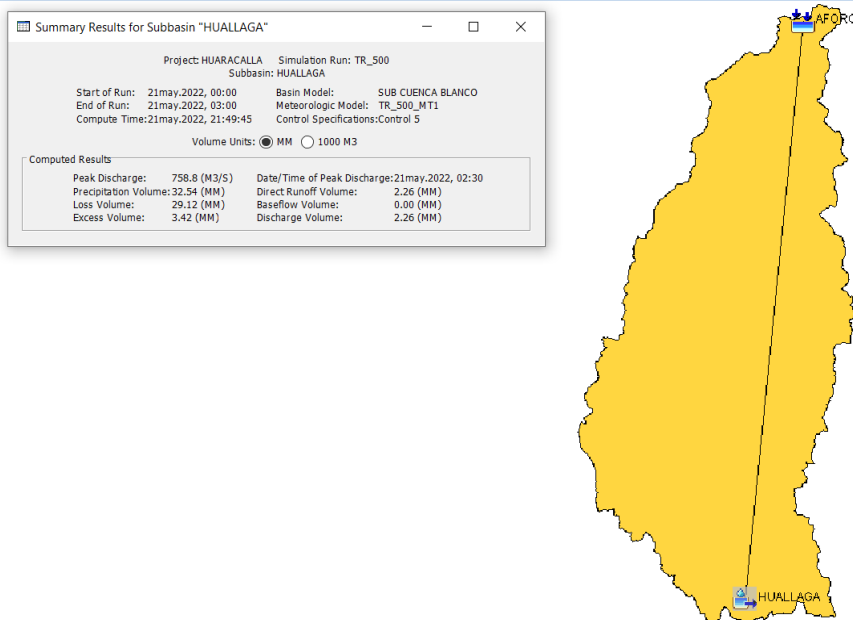 Summary Results for Subbasin "HUALLAGA"
Project: HUARACALLA Simulation Run: TR_500
Subbasin: HUALLAGA
Start of Run: 21may.2022, 00:00 Basin Model: SUB CUENCA BLANCO
End of Run: 21may.2022, 03:00 Meteorologic Model: TR_500_MT1
Compute Time:21may.2022, 21:49:45 Control Specifications:Control 5
Volume Units: MM 1000 M3
Computed Results
Peak Discharge: 758.8 (M3/S) Date/Time of Peak Discharge:21may.2022, 02:30
Precipitation Volume:32.54 (MM) Direct Runoff Volume: 2.26 (MM)
Loss Volume: 29.12 (MM) Baseflow Volume: 0.00 (MM)
Excess Volume: 3.42 (MM) Discharge Volume: 2.26 (MM)
AFORO
HUALLAGA